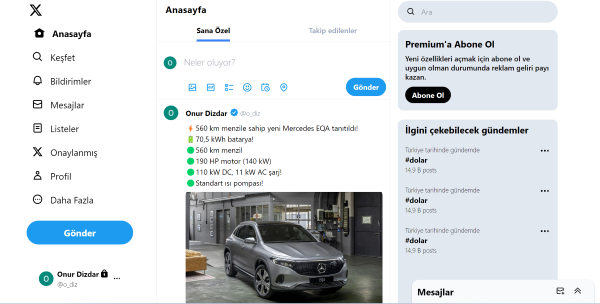 Anasayfa
Keşfet
Bildirimler
Mesajlar
Listeler
Onaylanmış
Profil
Daha Fazla
Gönder
O
Onur Dizdar
@o_diz
Anasayfa
Sana Özel
Takip edilenler
O
Neler oluyor?
Gönder
O
Onur Dizdar @o_diz
⚡560 km menzile sahip yeni Mercedes EQA tanıtıldı!
🔋70,5 kWh batarya!
🟢560 km menzil
🟢190 HP motor (140 kW)
🟢110 kW DC, 11 kW AC şarj!
🟢Standart ısı pompası!
Ara
Premium'a Abone Ol
Yeni özellikleri açmak için abone ol ve
uygun olman durumunda reklam geliri payı
kazan.
Abone Ol
İlgini çekebilecek gündemler
Türkiye tarihinde gündemde
#dolar
14,9 B posts
Türkiye tarihinde gündemde
#dolar
14,9 B posts
Türkiye tarihinde gündemde
#dolar
14,9 B posts
Mesajlar